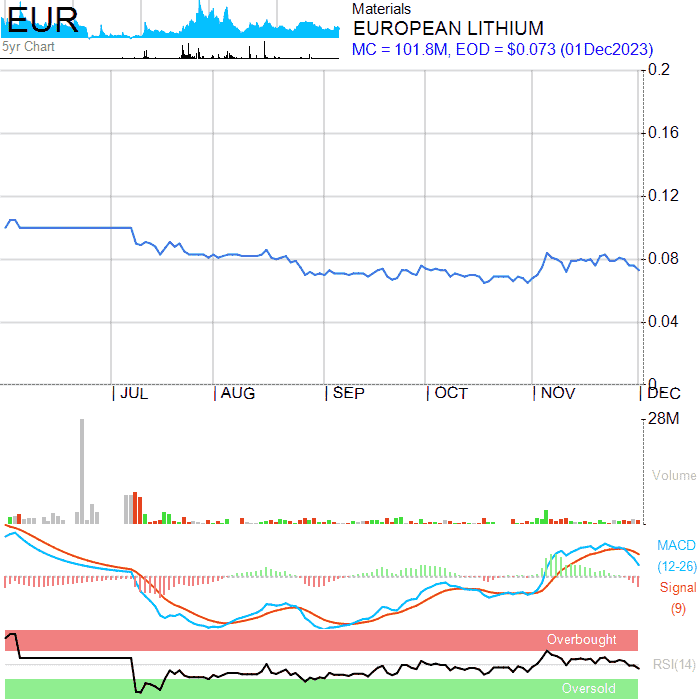 EUR
5yr Chart
Materials
EUROPEAN LITHIUM
MC = 101.8M, EOD = $0.073 (01Dec2023)
0.2
0.16
0.12
0.08
0.04
0
JUL AUG SEP OCT NOV DEC
28M
Volume
MACD
(12-26)
Signal
(9)
Overbought
RSI(14)
Oversold